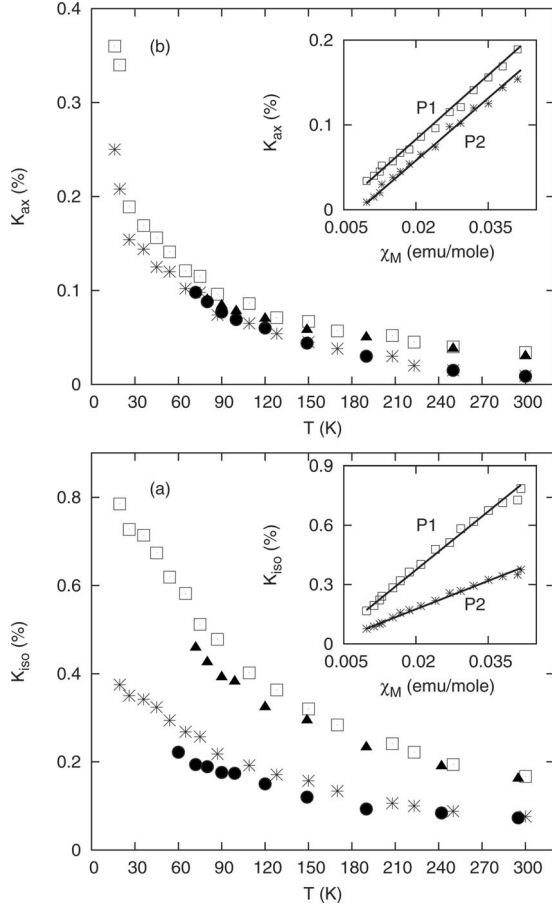 0.4
(b)
0.3
K_ax (%)
0.2
0.1
0
0 30 60 90 120 150 180 210 240 270 300
T (K)
0.2
K_ax (%)
0.1
0
P1
P2
0.005 0.02 0.035
χ_M (emu/mole)
(a)
0.8
0.6
K_iso (%)
0.4
0.2
0
0 30 60 90 120 150 180 210 240 270 300
T (K)
0.9
0.6
K_iso (%)
0.3
0
P1
P2
0.005 0.02 0.035
χ_M (emu/mole)